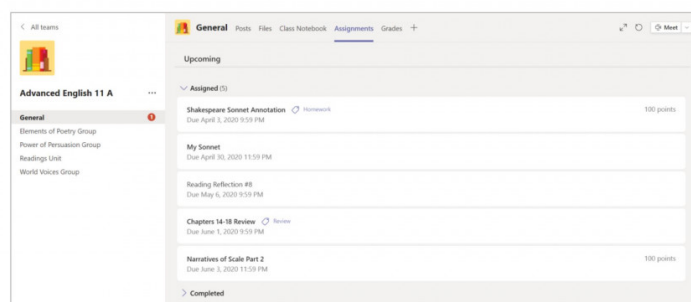 All teams
Advanced English 11 A ...
General
Elements of Poetry Group
Power of Persuasion Group
Readings Unit
World Voices Group
General Posts Files Class Notebook Assignments Grades + Meet
Upcoming
Assigned (5)
Shakespeare Sonnet Annotation Homework 100 points
Due April 3, 2020 9:59 PM
My Sonnet
Due April 30, 2020 11:59 PM
Reading Reflection #8
Due May 6, 2020 9:59 PM
Chapters 14-18 Review Review
Due June 1, 2020 9:59 PM
Narratives of Scale Part 2 100 points
Due June 3, 2020 11:59 PM
Completed